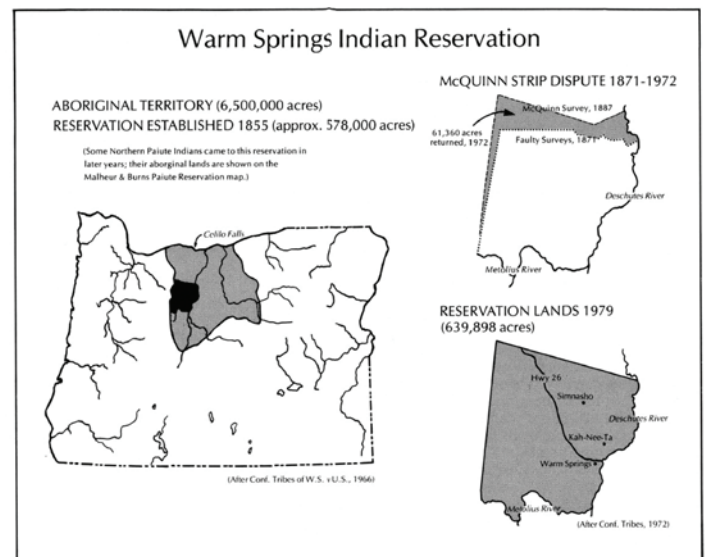 Warm Springs Indian Reservation
ABORIGINAL TERRITORY (6,500,000 acres)
RESERVATION ESTABLISHED 1855 (approx. 578,000 acres)
(Some Northern Paiute Indians came to this reservation in
later years; their aboriginal lands are shown on the
Malheur & Burns Paiute Reservation map.)
Celilo Falls
(After Conf. Tribes of W.S. v U.S., 1966)
McQUINN STRIP DISPUTE 1871-1972
McQuinn Survey, 1887
61,360 acres
returned, 1972
Faulty Surveys, 1871
Deschutes River
Metolius River
RESERVATION LANDS 1979
(639,898 acres)
Hwy 26
Simnasho
Deschutes River
Kah-Nee-Ta
Warm Springs
Metolius River
(After Conf. Tribes, 1972)